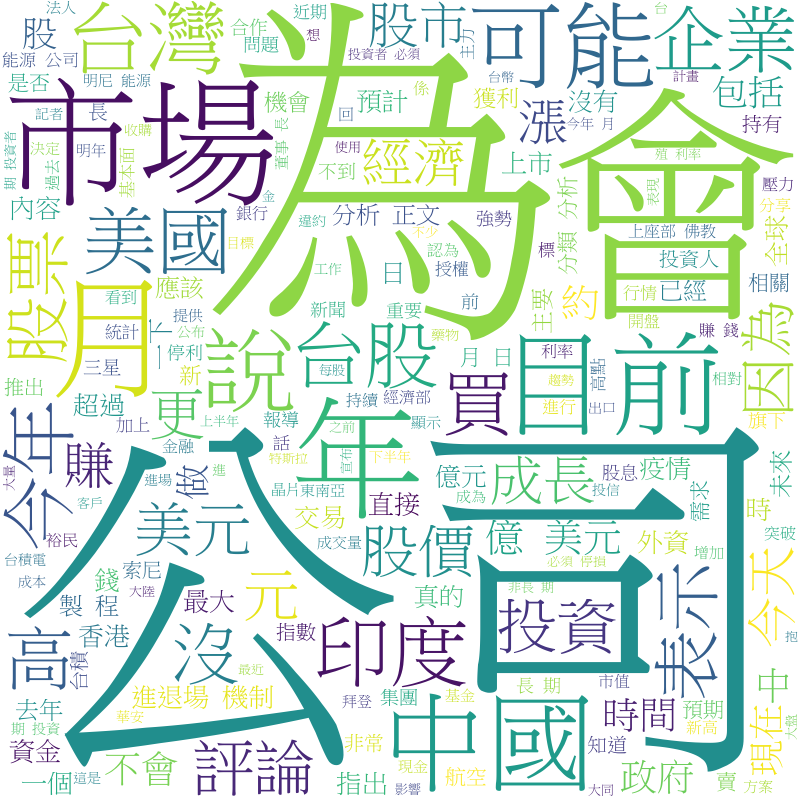 法人
股
合作
問題
近期
想
股市
投資者 必須
主力
可能
企業
台
能源 公司
台灣
為
是否
明尼 能源
機會
預計
回
係
獲利
沒有
台幣
計畫
包括
今年 月
記者
長
收購
市場
董事 長
不到
使用
漲
持有
期 投資者
決定
過去
明年
基本面
經濟
上市
會
殖 利率
表現
壓力
金
內容
美國
銀行
違約
分析
正文
強勢
標
分類
分析
上座部 佛教
分享
目標
不少
認為
投資人
全球
股票
月
看到
工作
日
授權
主要
約
行情
已經
相關
應該
新聞
重要
前
開盤
因為
統計
提供
公布
說
台股
藥物
目前
賺 錢
一下
三星
停利
每股
月 日
利率
趨勢
高點
新
年
買
推出
持續
經濟部
進行
出口
相對
超過
加上
上半年
更
報導
之前
顯示
旗下
今年
賺
金融
話
宣布
下半年
做
進
特斯拉
億元
成長
股息
疫情
未來
大量
進場
客戶
公司
晶片
東南亞
直接
成為
投信
需求
時
裕民
美元
交易
成交量
股價
億 美元
外資
突破
台積電
成本
大陸
錢
索尼
必須 停損
增加
今天
製 程
元
最大
真的
非長 期
表示
高
香港
沒
指數
印度
投資
抱
台積
最近
去年
進退場 機制
拜登
集團
基金
長 期
市值
中
預期
新高
大盤
現在
期 投資
華安
資金
非常
中國
時間
知道
一個
這是
不會
評論
指出
現金
影響
航空
大同
政府
賣
方案